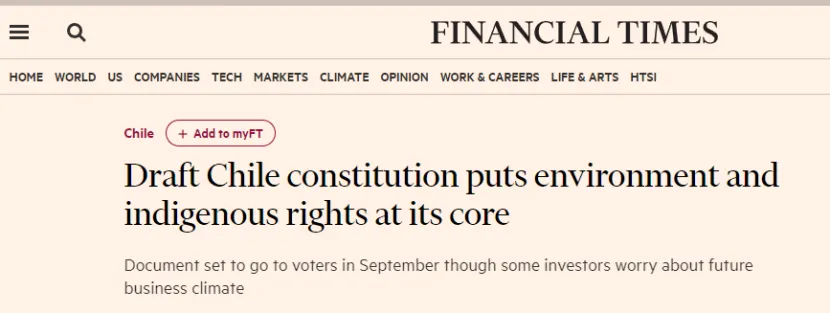 FINANCIAL TIMES
HOME WORLD US COMPANIES TECH MARKETS CLIMATE OPINION WORK & CAREERS LIFE & ARTS HTSI
Chile + Add to myFT
Draft Chile constitution puts environment and
indigenous rights at its core
Document set to go to voters in September though some investors worry about future
business climate